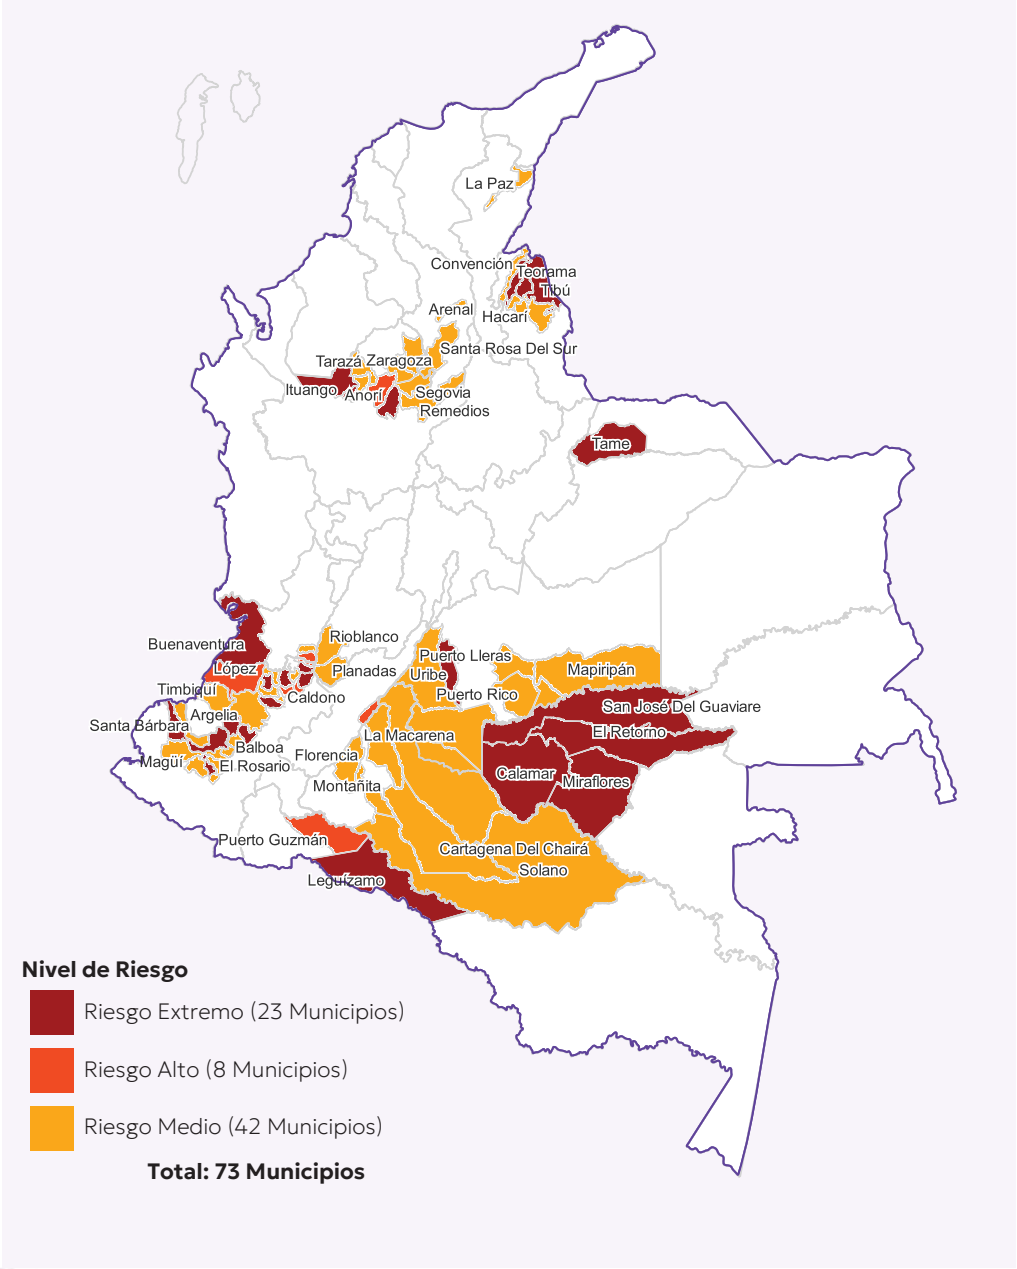 La Paz
Convención
Teorama
Tibú
Arenal
Hacarí
Santa Rosa Del Sur
Tarazá
Zaragoza
Ituango
Anorí
Segovia
Remedios
Tame
Rioblanco
Buenaventura
Puerto Lleras
López
Planadas
Uribe
Mapiripán
Timbiquí
Caldono
Puerto Rico
San José Del Guaviare
Argelia
Santa Bárbara
El Retorno
La Macarena
Balboa
Florencia
Magüí
El Rosario
Calamar
Miraflores
Montañita
Puerto Guzmán
Cartagena Del Chairá
Solano
Leguízamo
Nivel de Riesgo
Riesgo Extremo (23 Municipios)
Riesgo Alto (8 Municipios)
Riesgo Medio (42 Municipios)
Total: 73 Municipios